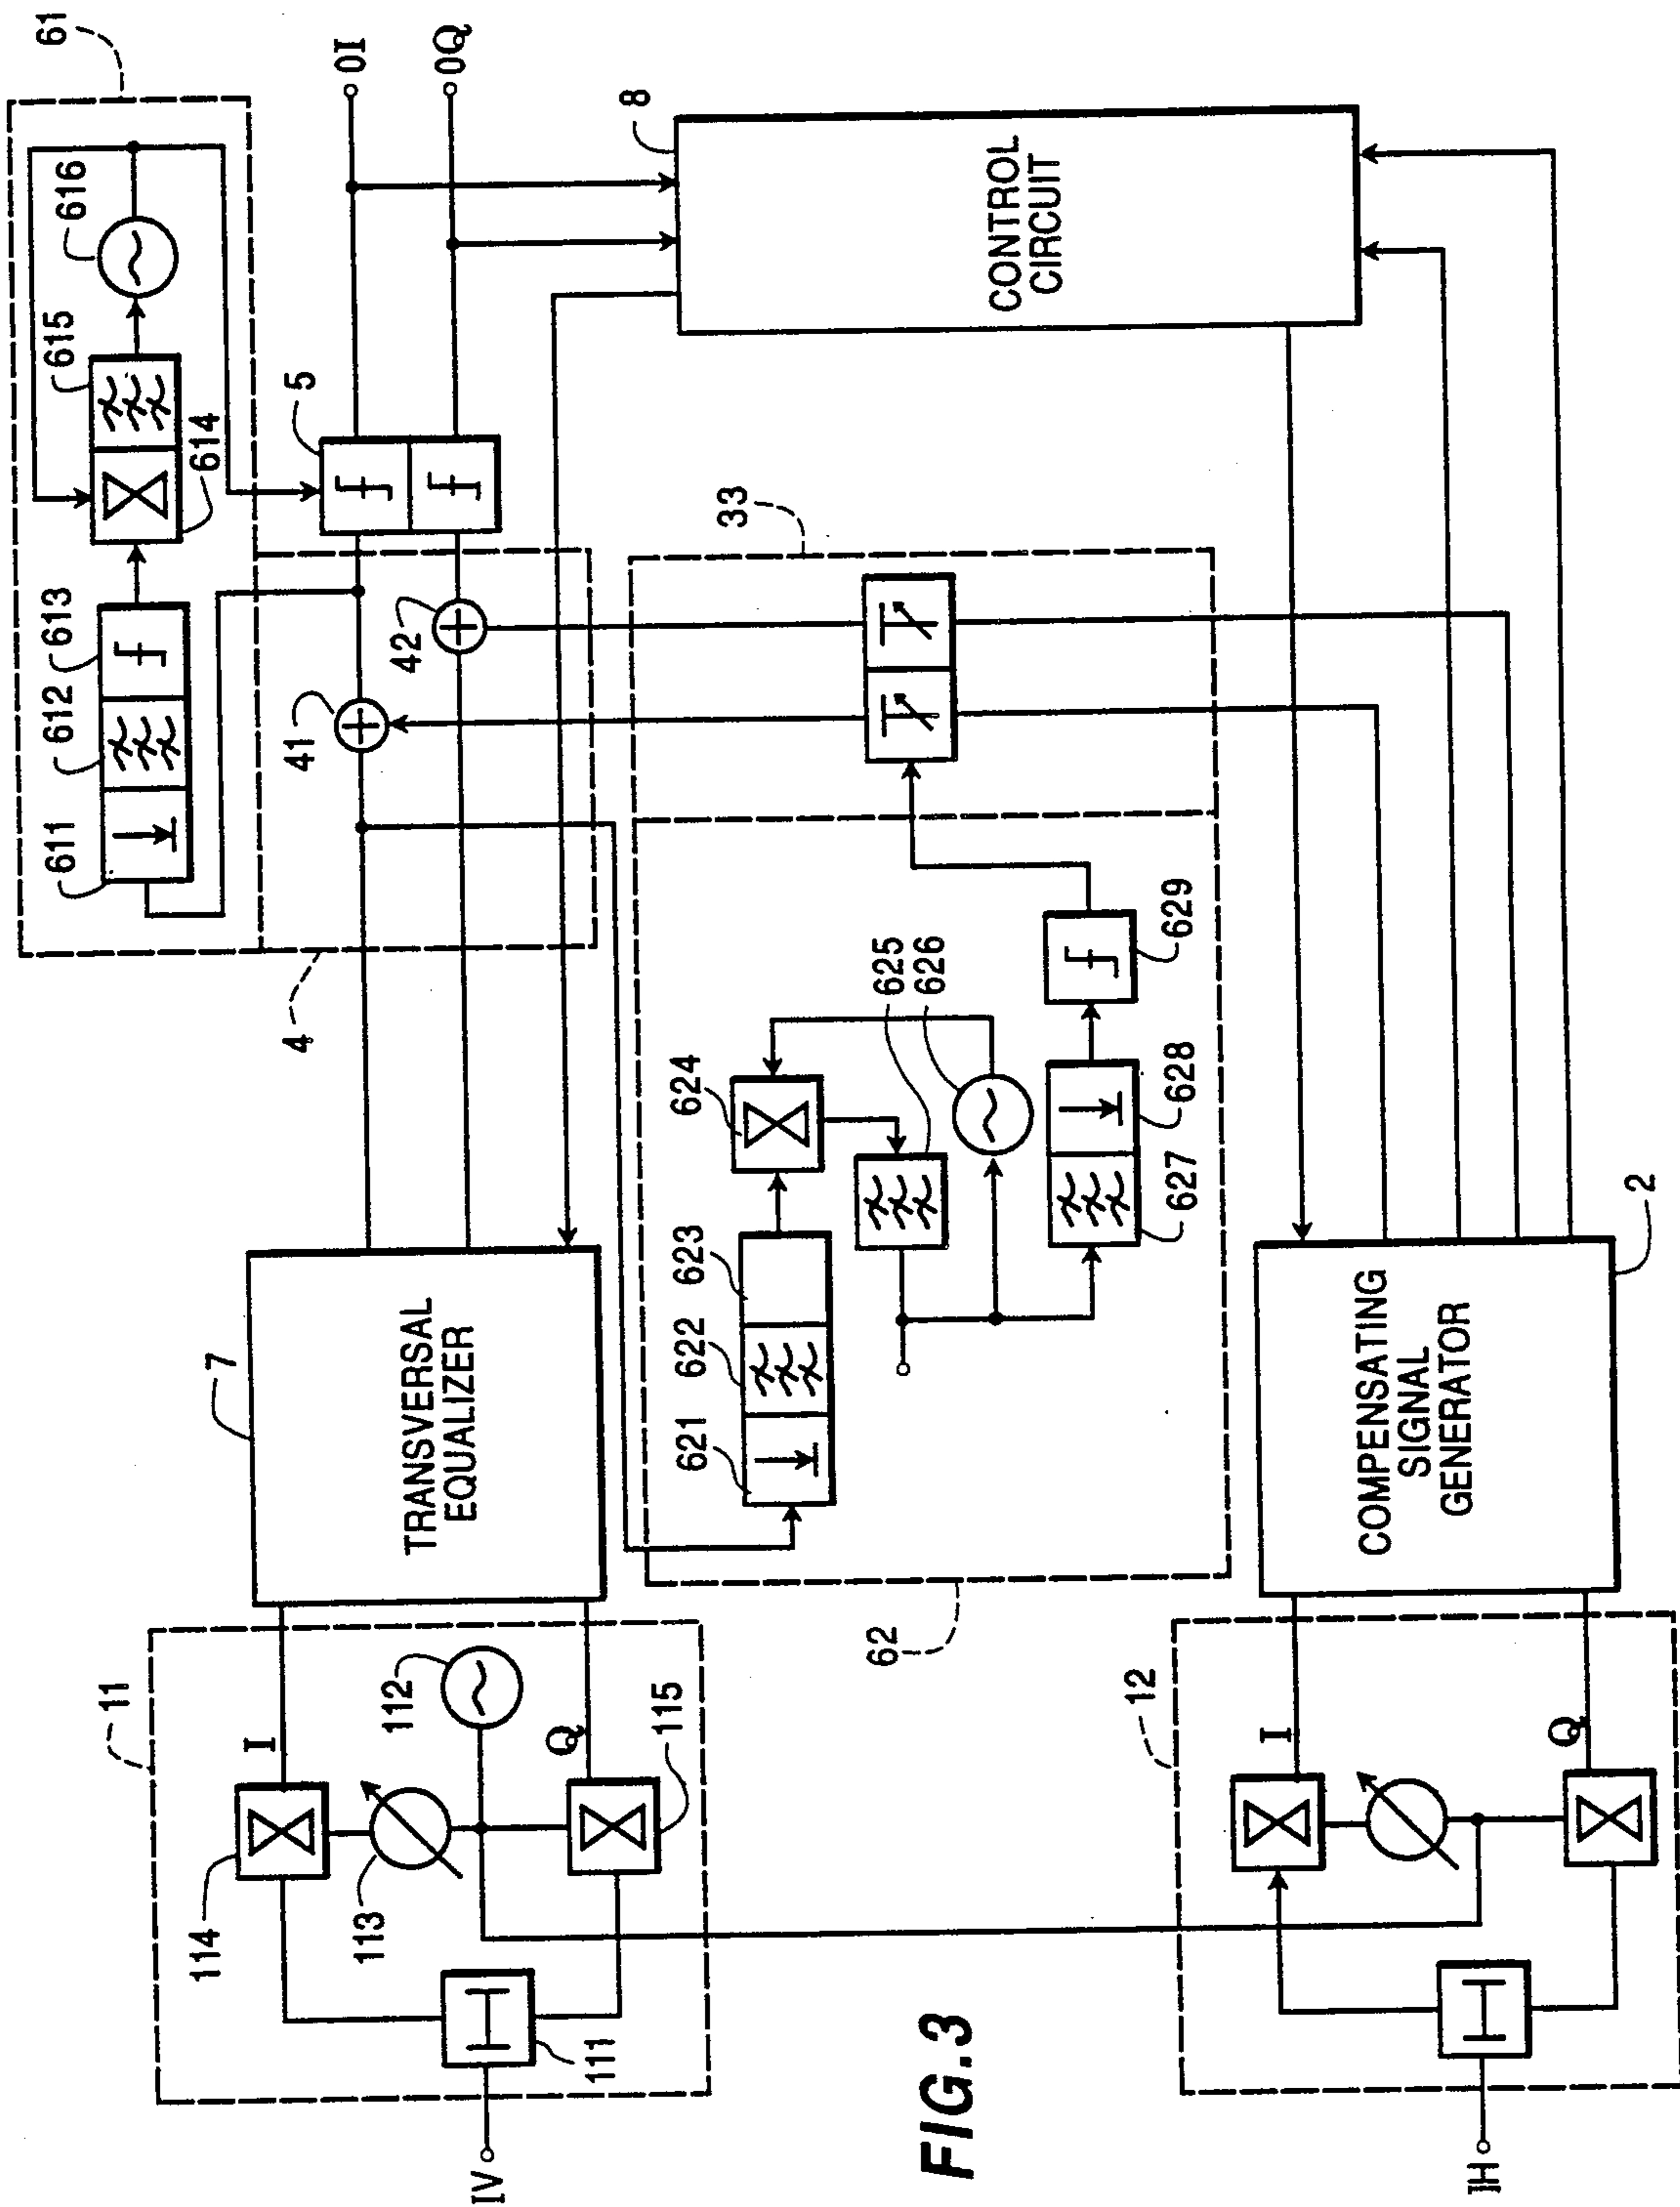 61
616
615
614
613
612
611
OI
OQ
5
8
CONTROL
CIRCUIT
41
42
4
33
7
TRANSVERSAL
EQUALIZER
624
625
626
623
622
621
629
628
627
62
2
COMPENSATING
SIGNAL
GENERATOR
11
I
112
Q
115
114
113
111
IV
12
I
Q
IH
FIG.3